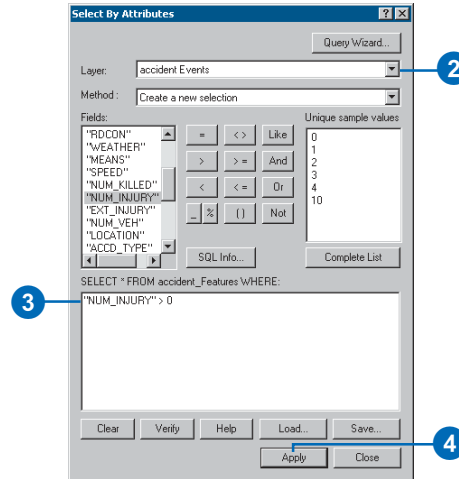 Select By Attributes
Query Wizard...
Layer: accident Events
2
Method : Create a new selection
Fields: Unique sample values
"RDCON"
"WEATHER"
"MEANS"
"SPEED"
"NUM_KILLED"
"NUM_INJURY"
"EXT_INJURY"
"NUM_VEH"
"LOCATION"
"ACCD_TYPE"
= < > Like
> > = And
< < = Or
_ % ( ) Not
0
1
2
3
4
10
SQL Info... Complete List
SELECT * FROM accident_Features WHERE:
3
"NUM_INJURY" > 0
Clear Verify Help Load... Save...
4
Apply Close